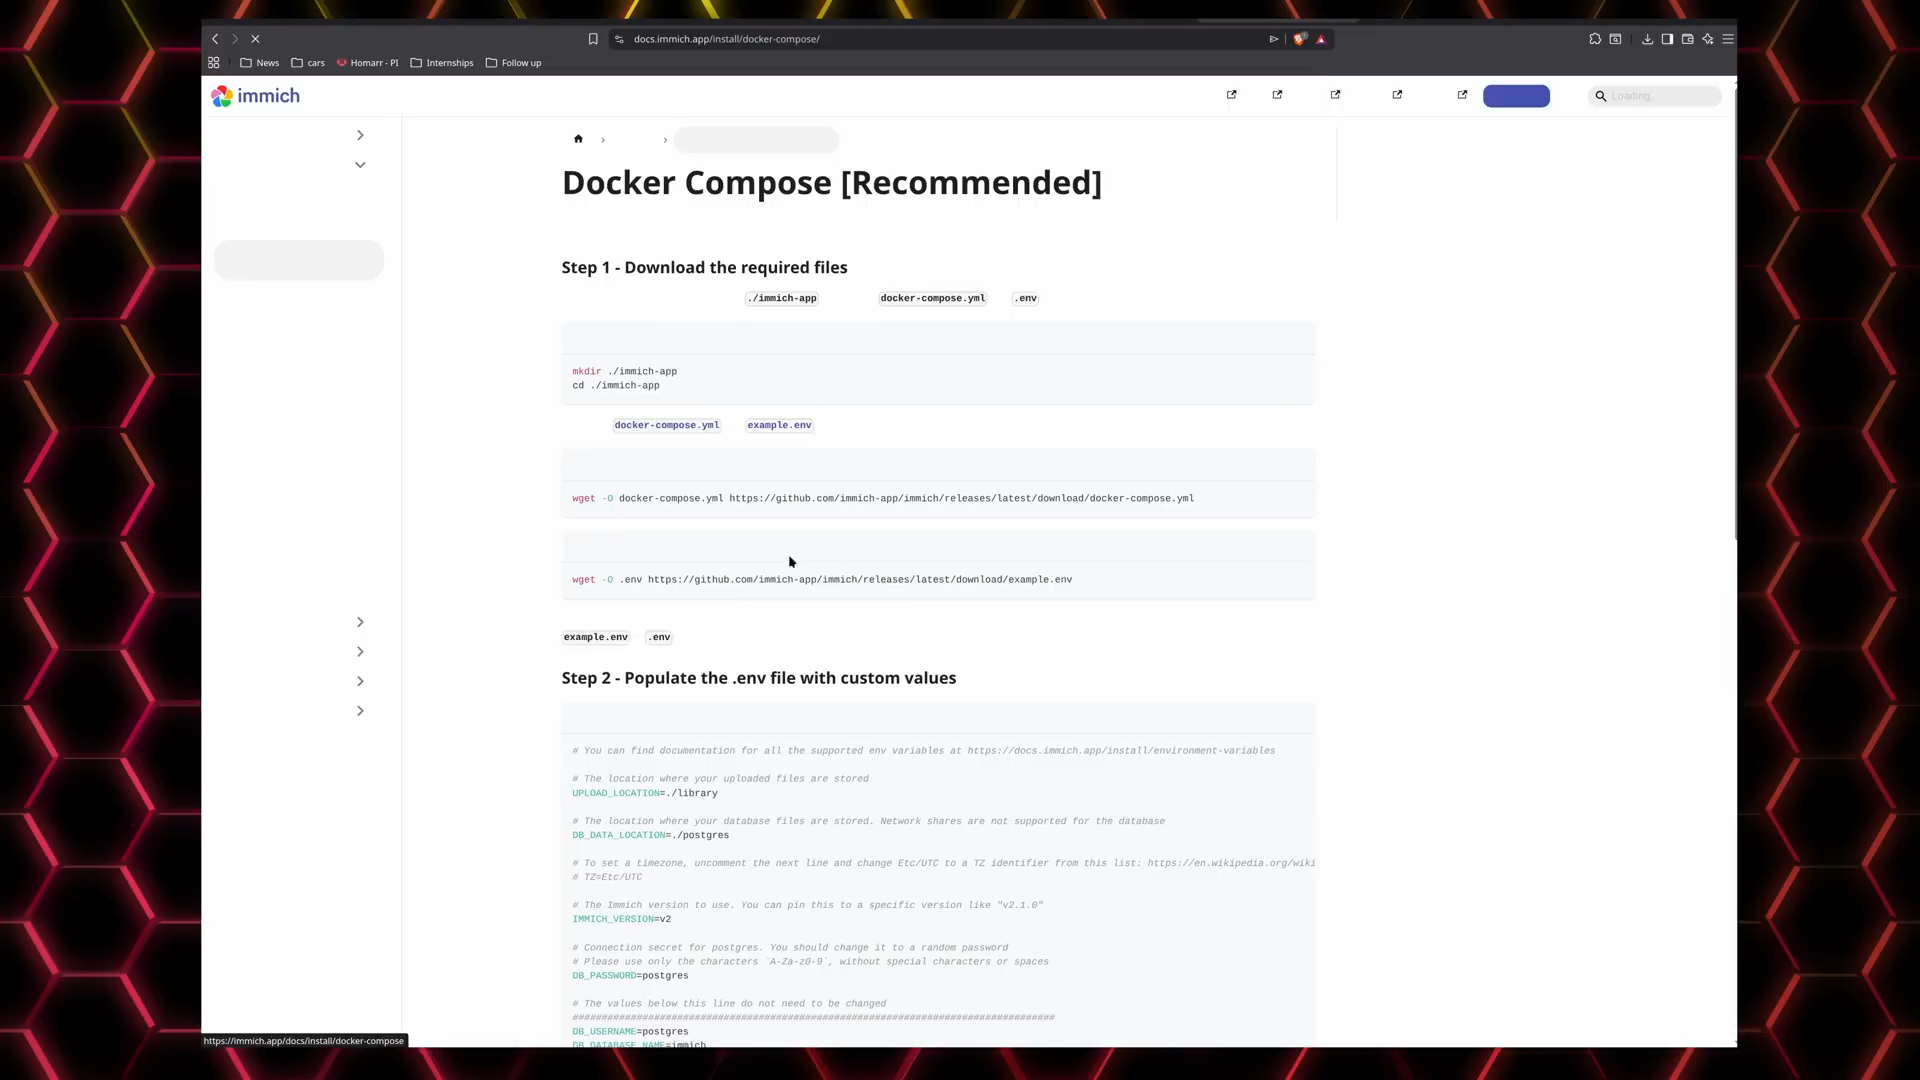 docs.immich.app/install/docker-compose/
News
cars
Homarr - PI
Internships
Follow up
immich
Loading.
Docker Compose [Recommended]
Step 1 - Download the required files
./immich-app docker-compose.yml .env
mkdir ./immich-app
cd ./immich-app
docker-compose.yml example.env
wget -O docker-compose.yml https://github.com/immich-app/immich/releases/latest/download/docker-compose.yml
wget -O .env https://github.com/immich-app/immich/releases/latest/download/example.env
example.env .env
Step 2 - Populate the .env file with custom values
# You can find documentation for all the supported env variables at https://docs.immich.app/install/environment-variables
# The location where your uploaded files are stored
UPLOAD_LOCATION=./library
# The location where your database files are stored. Network shares are not supported for the database
DB_DATA_LOCATION=./postgres
# To set a timezone, uncomment the next line and change Etc/UTC to a TZ identifier from this list: https://en.wikipedia.org/wiki
# TZ=Etc/UTC
# The Immich version to use. You can pin this to a specific version like "v2.1.0"
IMMICH_VERSION=v2
# Connection secret for postgres. You should change it to a random password
# Please use only the characters `A-Za-z0-9`, without special characters or spaces
DB_PASSWORD=postgres
# The values below this line do not need to be changed
###################################################################################
DB_USERNAME=postgres
DB_DATABASE_NAME=immich
https://immich.app/docs/install/docker-compose